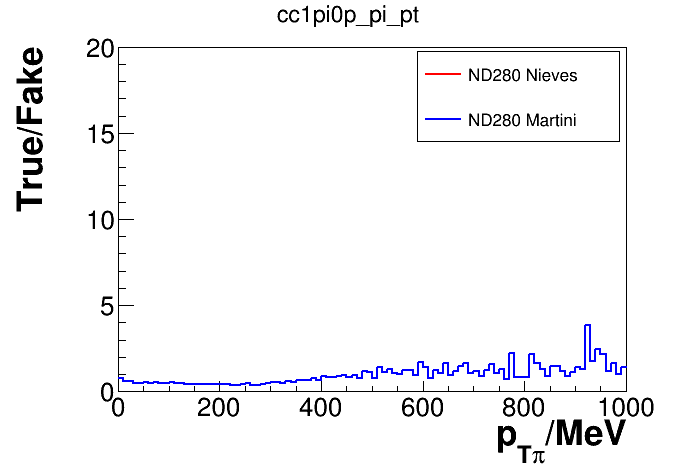 cc1pi0p_pi_pt
True/Fake
20
15
10
5
0
ND280 Nieves
ND280 Martini
0 200 400 600 800 1000
pTπ/MeV